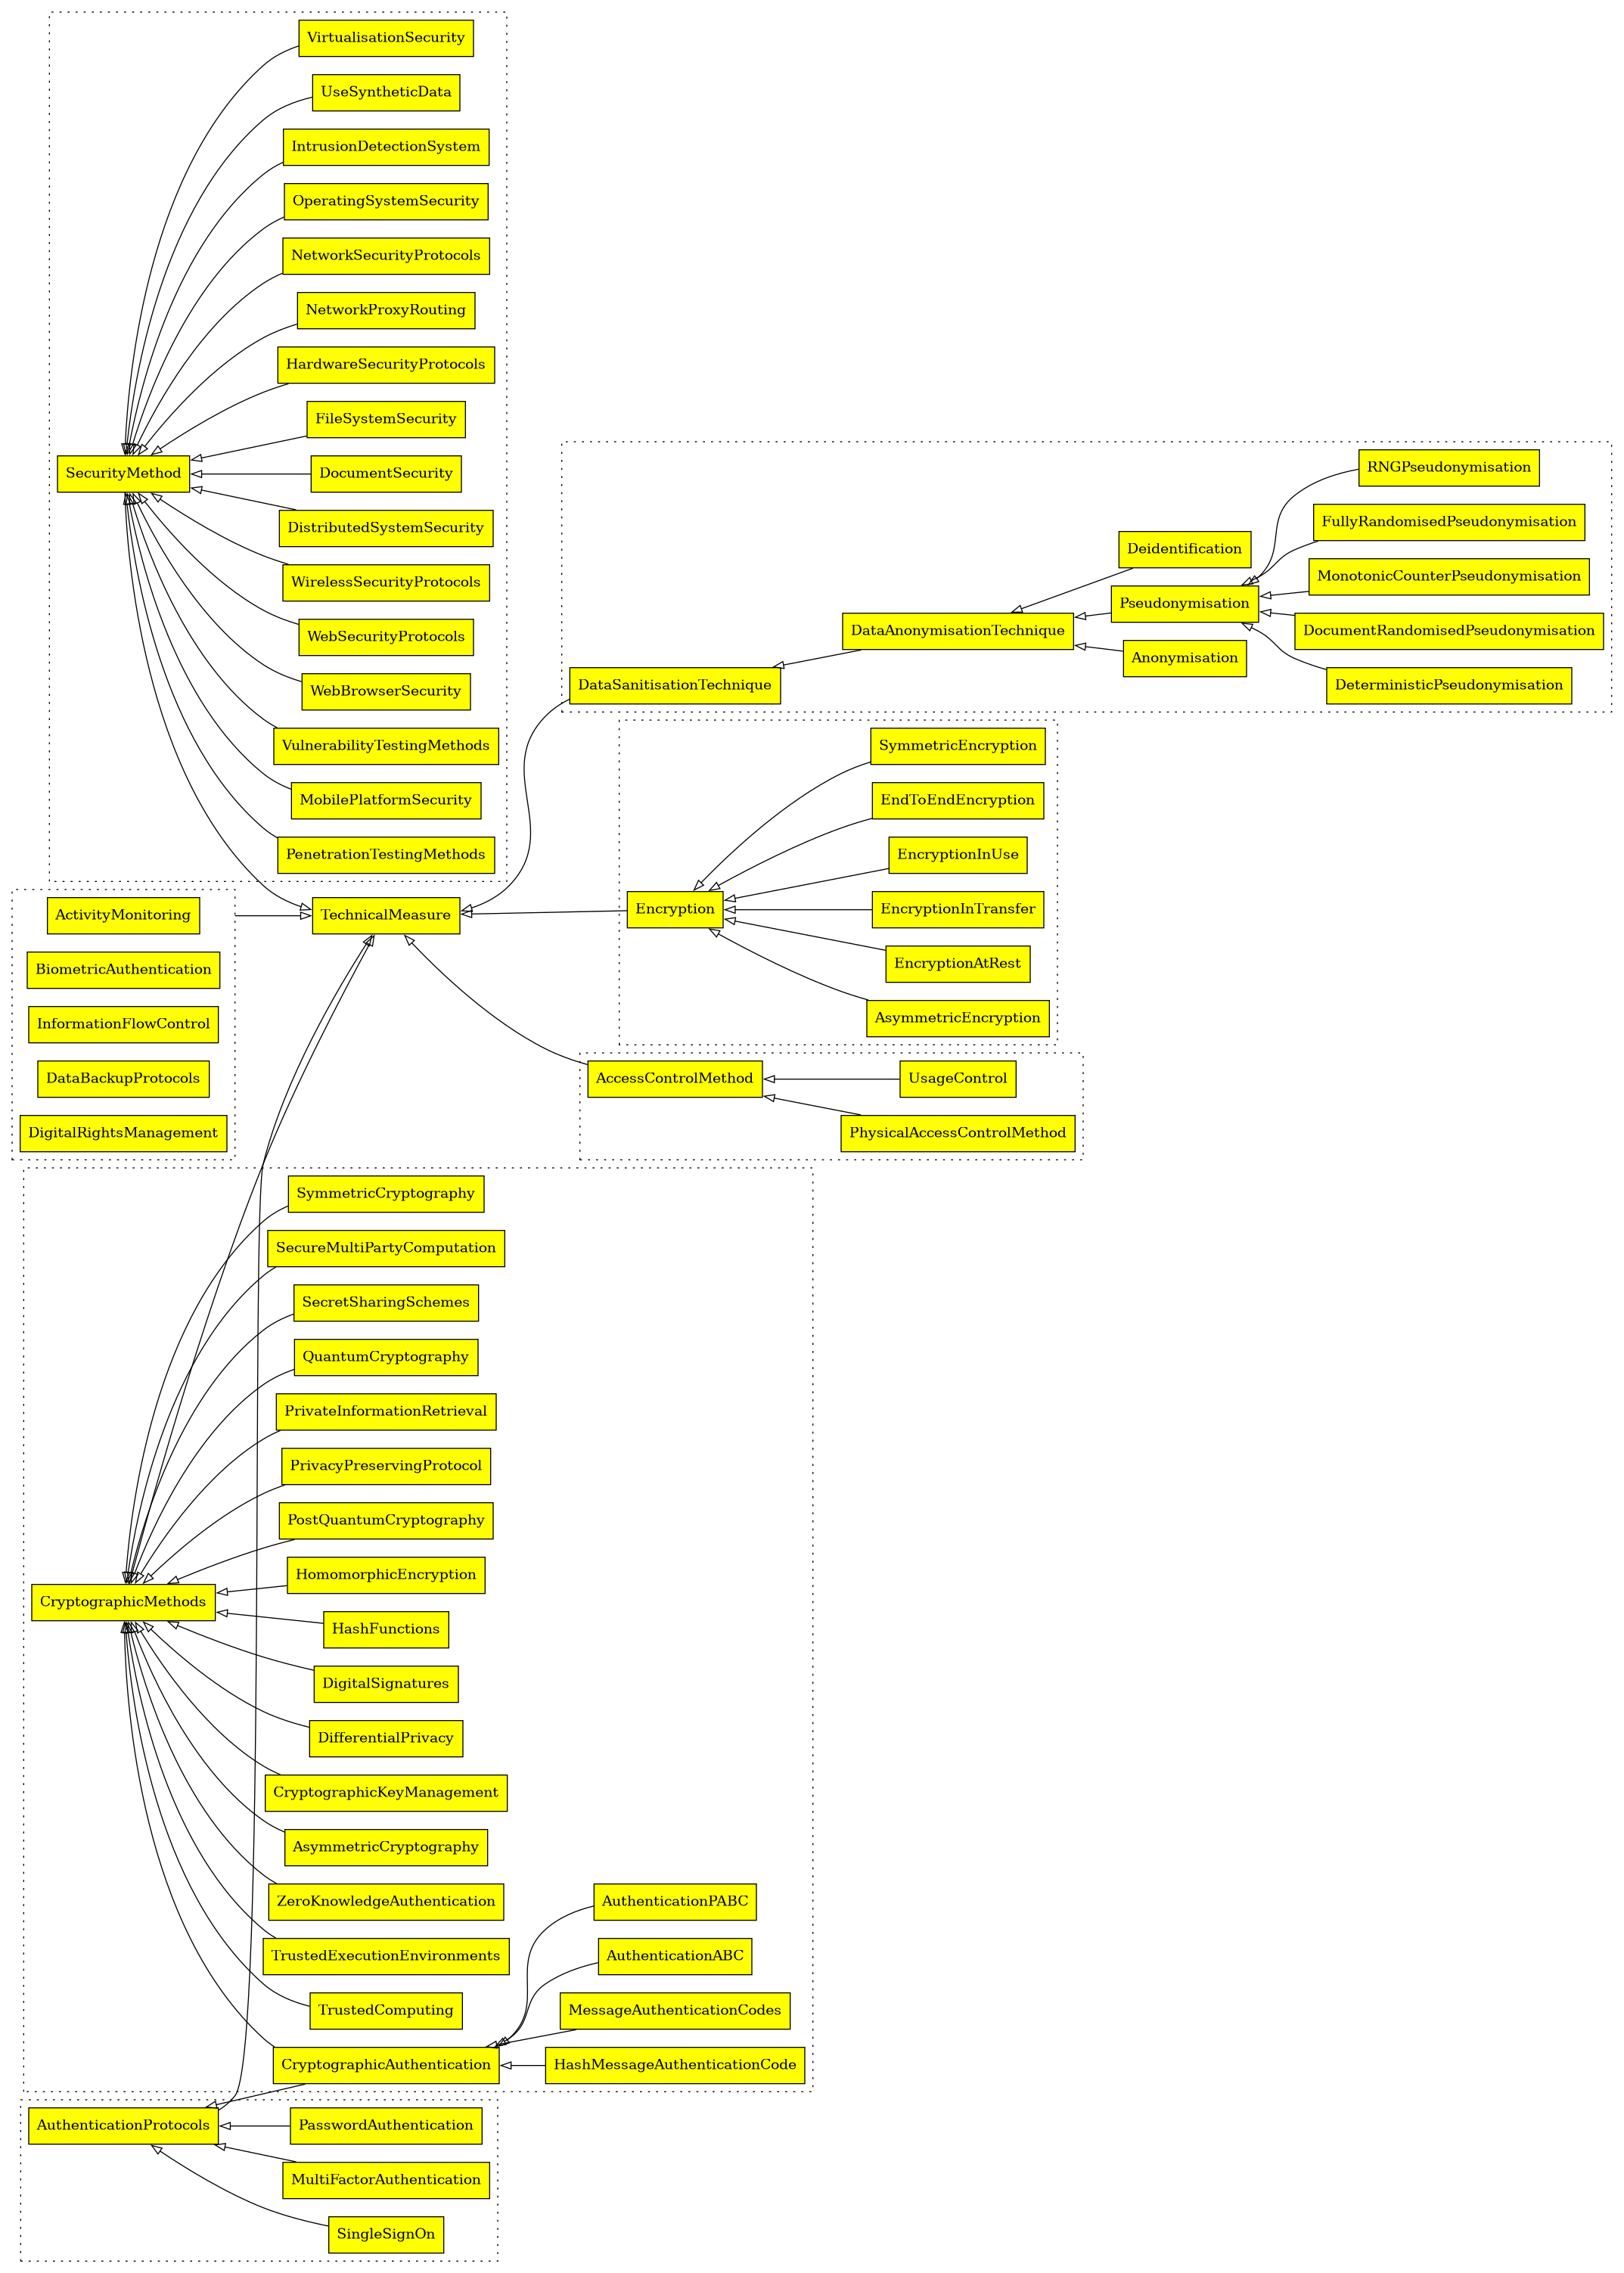 VirtualisationSecurity
UseSyntheticData
IntrusionDetectionSystem
OperatingSystemSecurity
NetworkSecurityProtocols
NetworkProxyRouting
HardwareSecurityProtocols
FileSystemSecurity
SecurityMethod
DocumentSecurity
DistributedSystemSecurity
WirelessSecurityProtocols
WebSecurityProtocols
WebBrowserSecurity
VulnerabilityTestingMethods
MobilePlatformSecurity
PenetrationTestingMethods
RNGPseudonymisation
FullyRandomisedPseudonymisation
Deidentification
MonotonicCounterPseudonymisation
Pseudonymisation
DataAnonymisationTechnique
DocumentRandomisedPseudonymisation
Anonymisation
DataSanitisationTechnique
DeterministicPseudonymisation
SymmetricEncryption
EndToEndEncryption
EncryptionInUse
Encryption
EncryptionInTransfer
EncryptionAtRest
AsymmetricEncryption
ActivityMonitoring
TechnicalMeasure
BiometricAuthentication
InformationFlowControl
DataBackupProtocols
DigitalRightsManagement
AccessControlMethod
UsageControl
PhysicalAccessControlMethod
SymmetricCryptography
SecureMultiPartyComputation
SecretSharingSchemes
QuantumCryptography
PrivateInformationRetrieval
PrivacyPreservingProtocol
PostQuantumCryptography
HomomorphicEncryption
CryptographicMethods
HashFunctions
DigitalSignatures
DifferentialPrivacy
CryptographicKeyManagement
AsymmetricCryptography
ZeroKnowledgeAuthentication
AuthenticationPABC
TrustedExecutionEnvironments
AuthenticationABC
TrustedComputing
MessageAuthenticationCodes
CryptographicAuthentication
HashMessageAuthenticationCode
AuthenticationProtocols
PasswordAuthentication
MultiFactorAuthentication
SingleSignOn